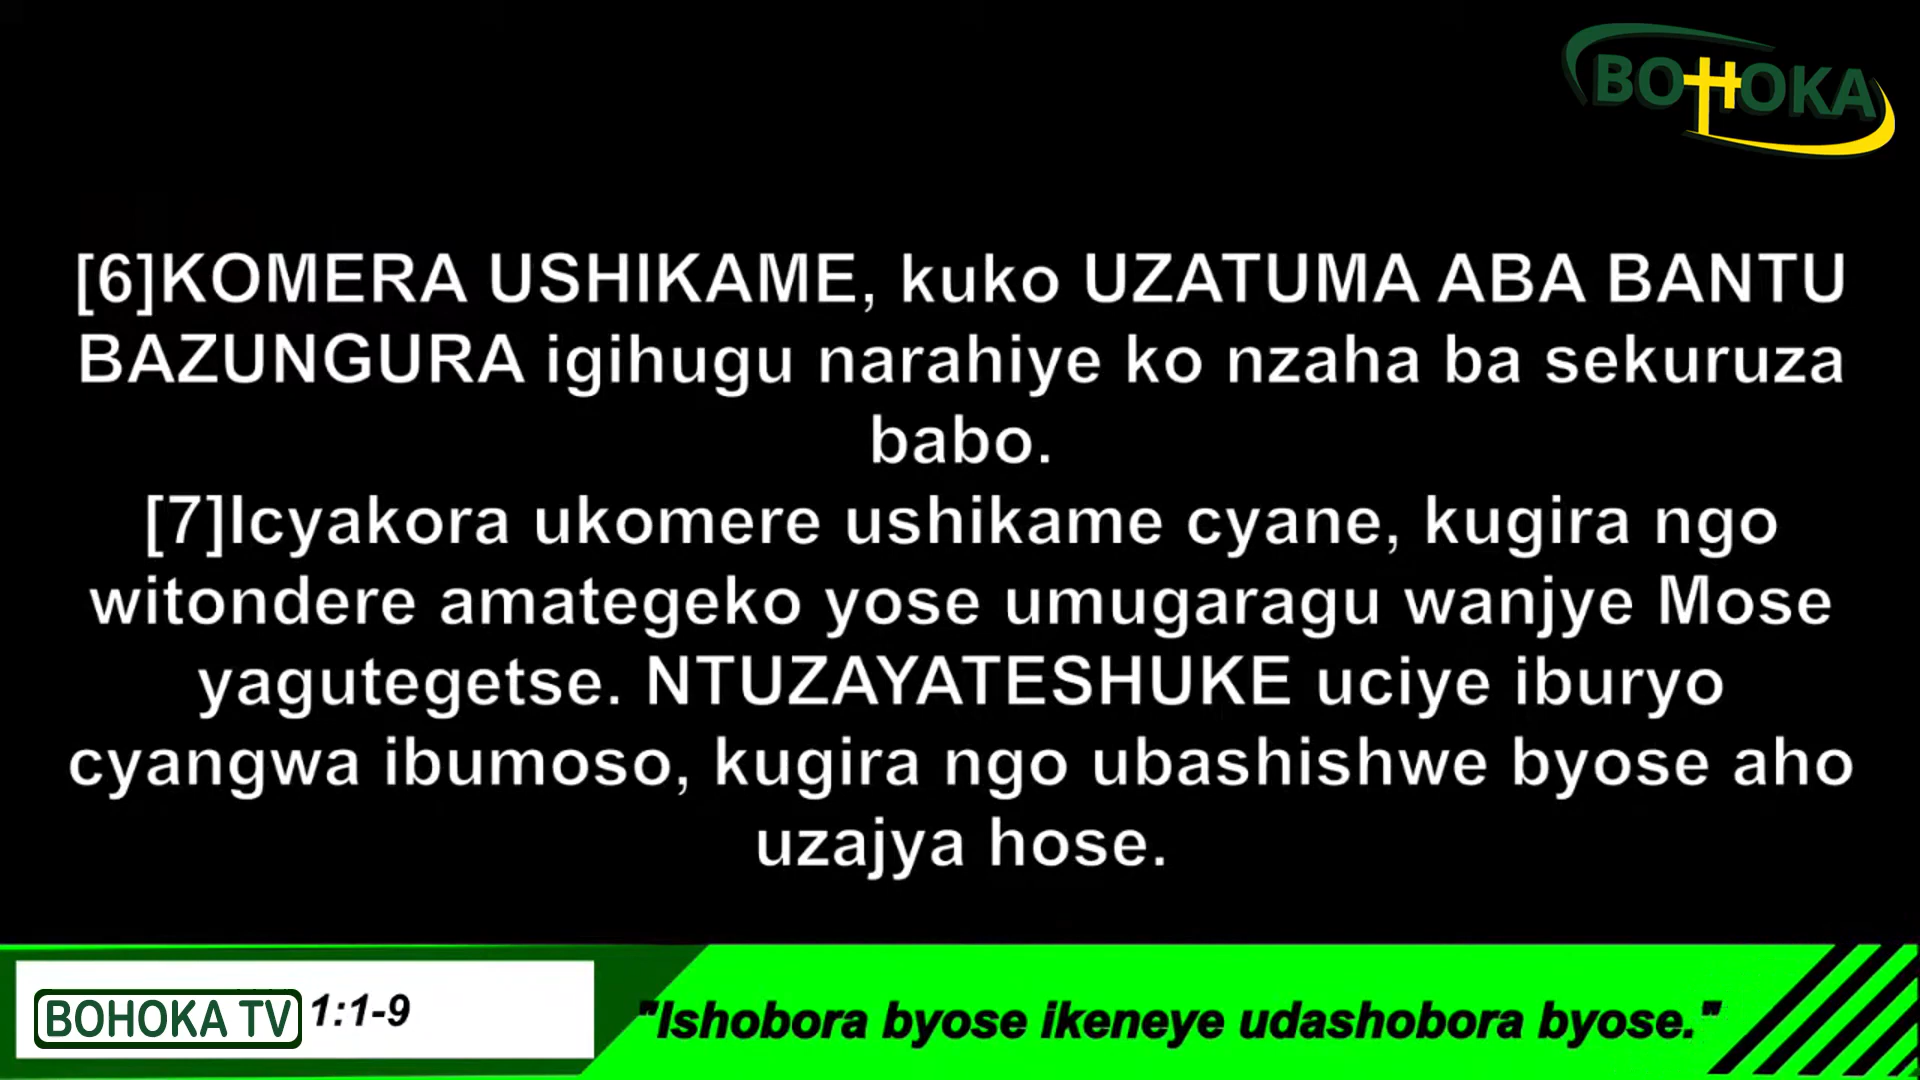 BOHOKA
[6]KOMERA USHIKAME, kuko UZATUMA ABA BANTU
BAZUNGURA igihugu narahiye ko nzaha ba sekuruza
babo.
[7]Icyakora ukomere ushikame cyane, kugira ngo
witondere amategeko yose umugaragu wanjye Mose
yagutegetse. NTUZAYATESHUKE uciye iburyo
cyangwa ibumoso, kugira ngo ubashishwe byose aho
uzajya hose.
BOHOKA TV 1:1-9
"Ishobora byose ikeneye udashobora byose."